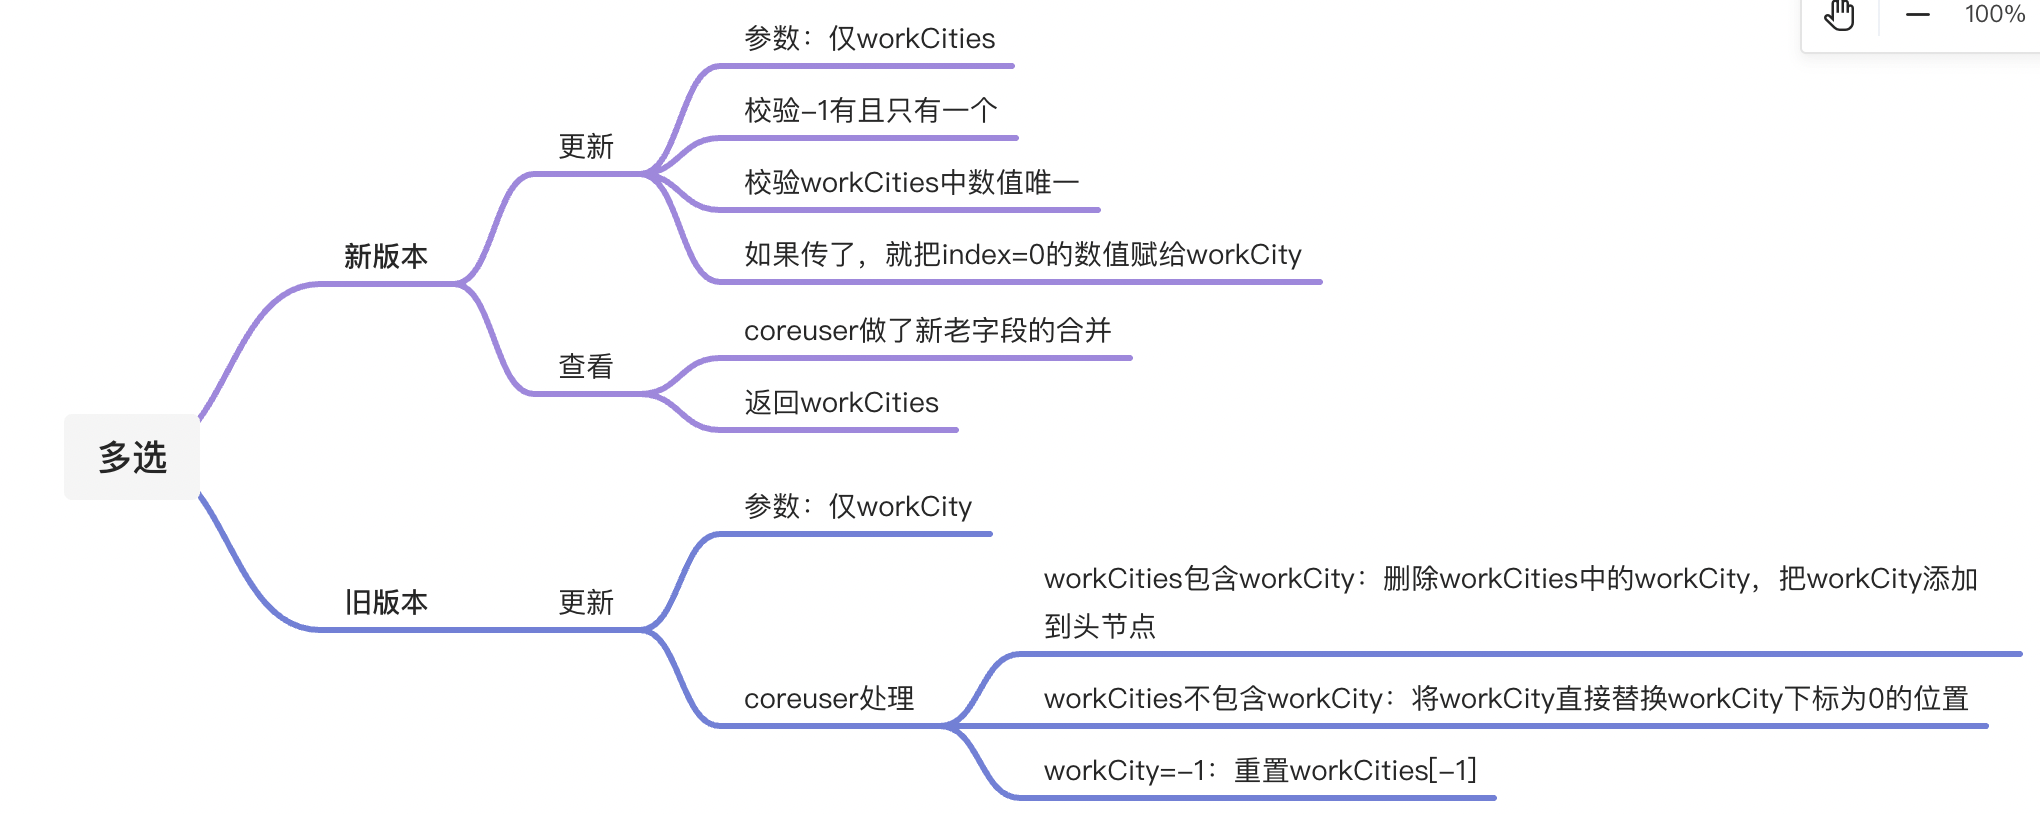 100%
参数：仅workCities
校验-1有且只有一个
更新
校验workCities中数值唯一
如果传了，就把index=0的数值赋给workCity
新版本
coreuser做了新老字段的合并
查看
返回workCities
多选
参数：仅workCity
旧版本
更新
workCities包含workCity：删除workCities中的workCity，把workCity添加
到头节点
coreuser处理
workCities不包含workCity：将workCity直接替换workCity下标为0的位置
workCity=-1：重置workCities[-1]